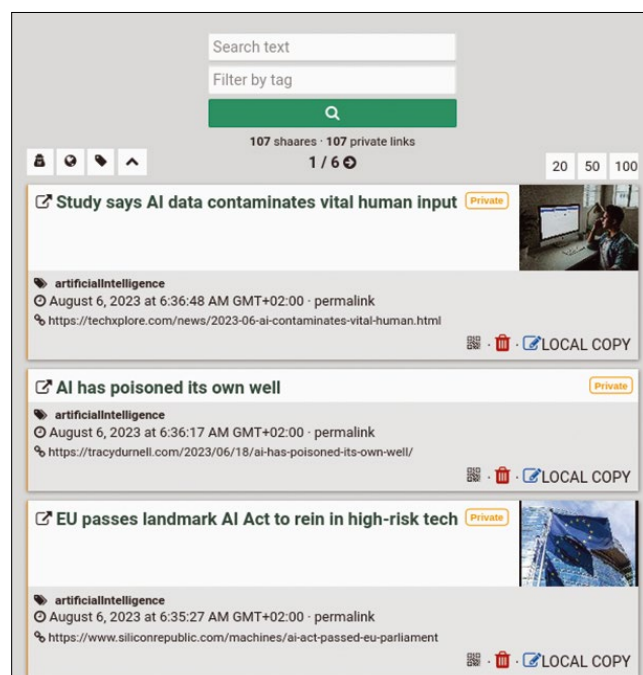 Search text
Filter by tag
107 shaares · 107 private links
1 / 6
20 50 100
Study says AI data contaminates vital human input Private
artificialIntelligence
August 6, 2023 at 6:36:48 AM GMT+02:00 · permalink
https://techxplore.com/news/2023-06-ai-contaminates-vital-human.html
· · LOCAL COPY
AI has poisoned its own well Private
artificialIntelligence
August 6, 2023 at 6:36:17 AM GMT+02:00 · permalink
https://tracydurnell.com/2023/06/18/ai-has-poisoned-its-own-well/
· · LOCAL COPY
EU passes landmark AI Act to rein in high-risk tech Private
artificialIntelligence
August 6, 2023 at 6:35:27 AM GMT+02:00 · permalink
https://www.siliconrepublic.com/machines/ai-act-passed-eu-parliament
· · LOCAL COPY